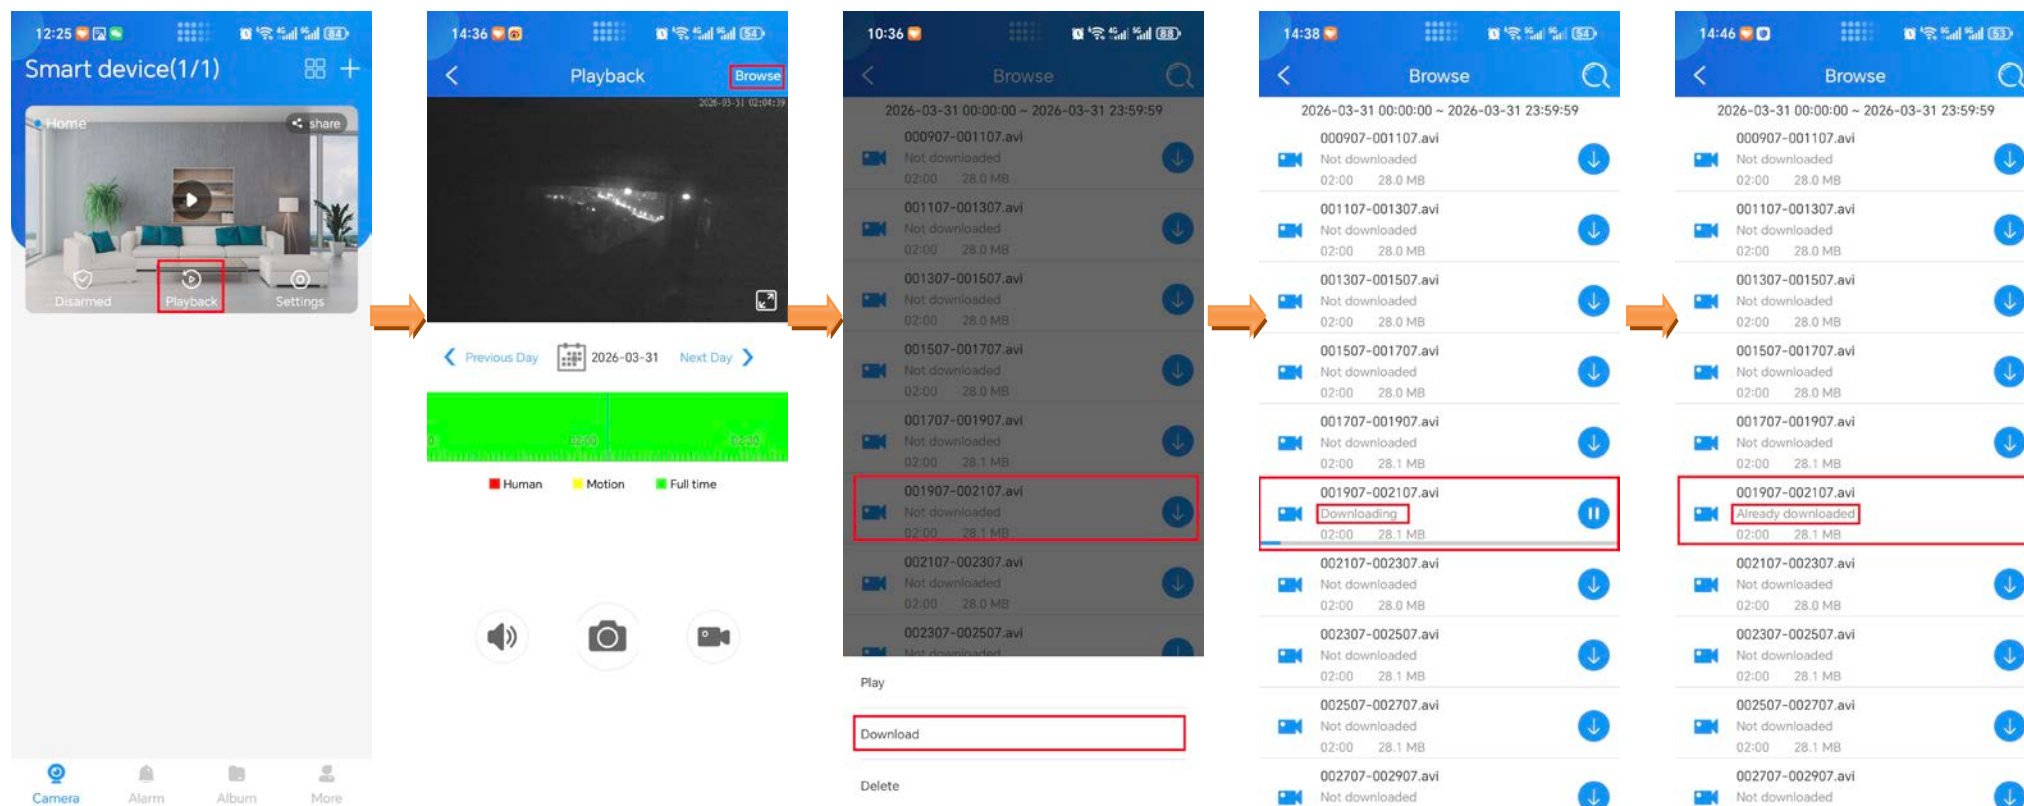 12:25
84
Smart device(1/1)
Home
share
Disarmed
Playback
Settings
Camera
Alarm
Album
More
14:36
54
Playback
Browse
2026-03-31 02:04:39
Previous Day
2026-03-31
Next Day
02:00
02:30
Human
Motion
Full time
10:36
88
Browse
2026-03-31 00:00:00 ~ 2026-03-31 23:59:59
000907-001107.avi
Not downloaded
02:00 28.0 MB
001107-001307.avi
Not downloaded
02:00 28.0 MB
001307-001507.avi
Not downloaded
02:00 28.0 MB
001507-001707.avi
Not downloaded
02:00 28.0 MB
001707-001907.avi
Not downloaded
02:00 28.1 MB
001907-002107.avi
Not downloaded
02:00 28.1 MB
002107-002307.avi
Not downloaded
02:00 28.0 MB
002307-002507.avi
Not downloaded
Play
Download
Delete
14:38
54
Browse
2026-03-31 00:00:00 ~ 2026-03-31 23:59:59
000907-001107.avi
Not downloaded
02:00 28.0 MB
001107-001307.avi
Not downloaded
02:00 28.0 MB
001307-001507.avi
Not downloaded
02:00 28.0 MB
001507-001707.avi
Not downloaded
02:00 28.0 MB
001707-001907.avi
Not downloaded
02:00 28.1 MB
001907-002107.avi
Downloading
02:00 28.1 MB
002107-002307.avi
Not downloaded
02:00 28.0 MB
002307-002507.avi
Not downloaded
02:00 28.1 MB
002507-002707.avi
Not downloaded
02:00 28.1 MB
002707-002907.avi
Not downloaded
14:46
53
Browse
2026-03-31 00:00:00 ~ 2026-03-31 23:59:59
000907-001107.avi
Not downloaded
02:00 28.0 MB
001107-001307.avi
Not downloaded
02:00 28.0 MB
001307-001507.avi
Not downloaded
02:00 28.0 MB
001507-001707.avi
Not downloaded
02:00 28.0 MB
001707-001907.avi
Not downloaded
02:00 28.1 MB
001907-002107.avi
Already downloaded
02:00 28.1 MB
002107-002307.avi
Not downloaded
02:00 28.0 MB
002307-002507.avi
Not downloaded
02:00 28.1 MB
002507-002707.avi
Not downloaded
02:00 28.1 MB
002707-002907.avi
Not downloaded